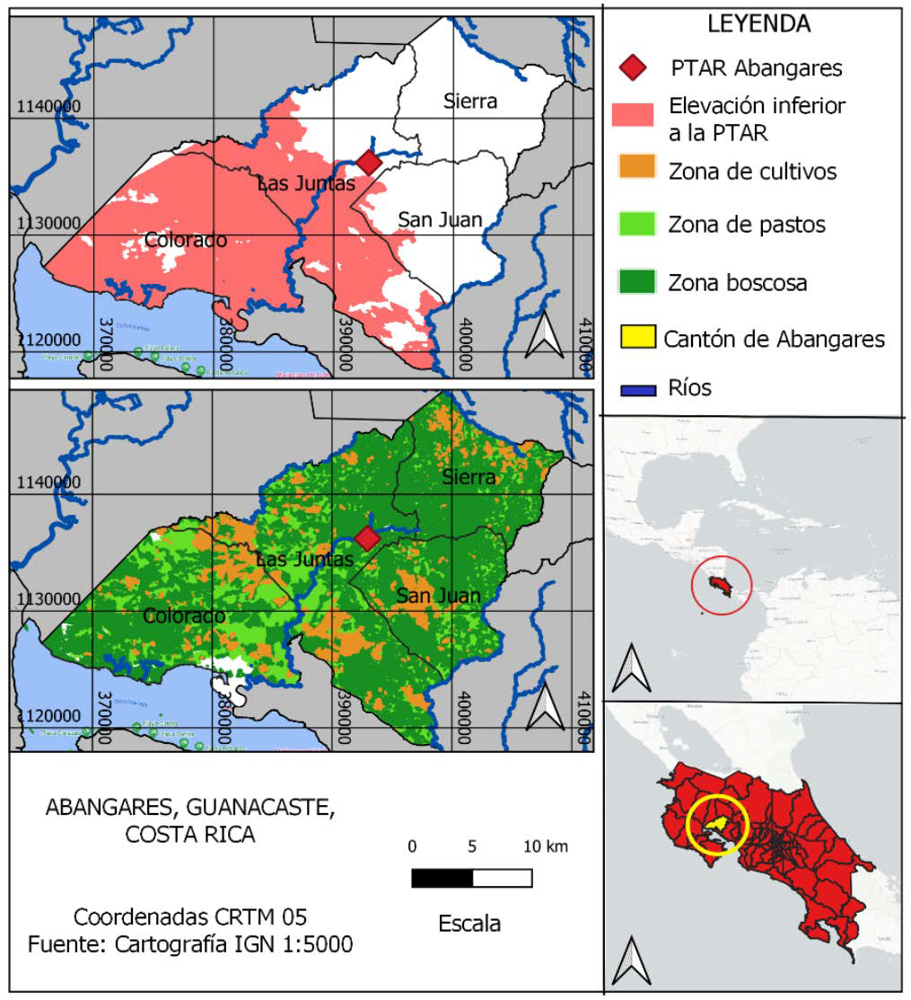 LEYENDA
PTAR Abangares
Elevación inferior
a la PTAR
Zona de cultivos
Zona de pastos
Zona boscosa
Cantón de Abangares
Ríos
1140000
1130000
1120000
370000
380000
390000
400000
410000
Sierra
Las Juntas
San Juan
Colorado
1140000
1130000
1120000
370000
380000
390000
400000
410000
Sierra
Las Juntas
San Juan
Colorado
ABANGARES, GUANACASTE,
COSTA RICA
0 5 10 km
Escala
Coordenadas CRTM 05
Fuente: Cartografía IGN 1:5000